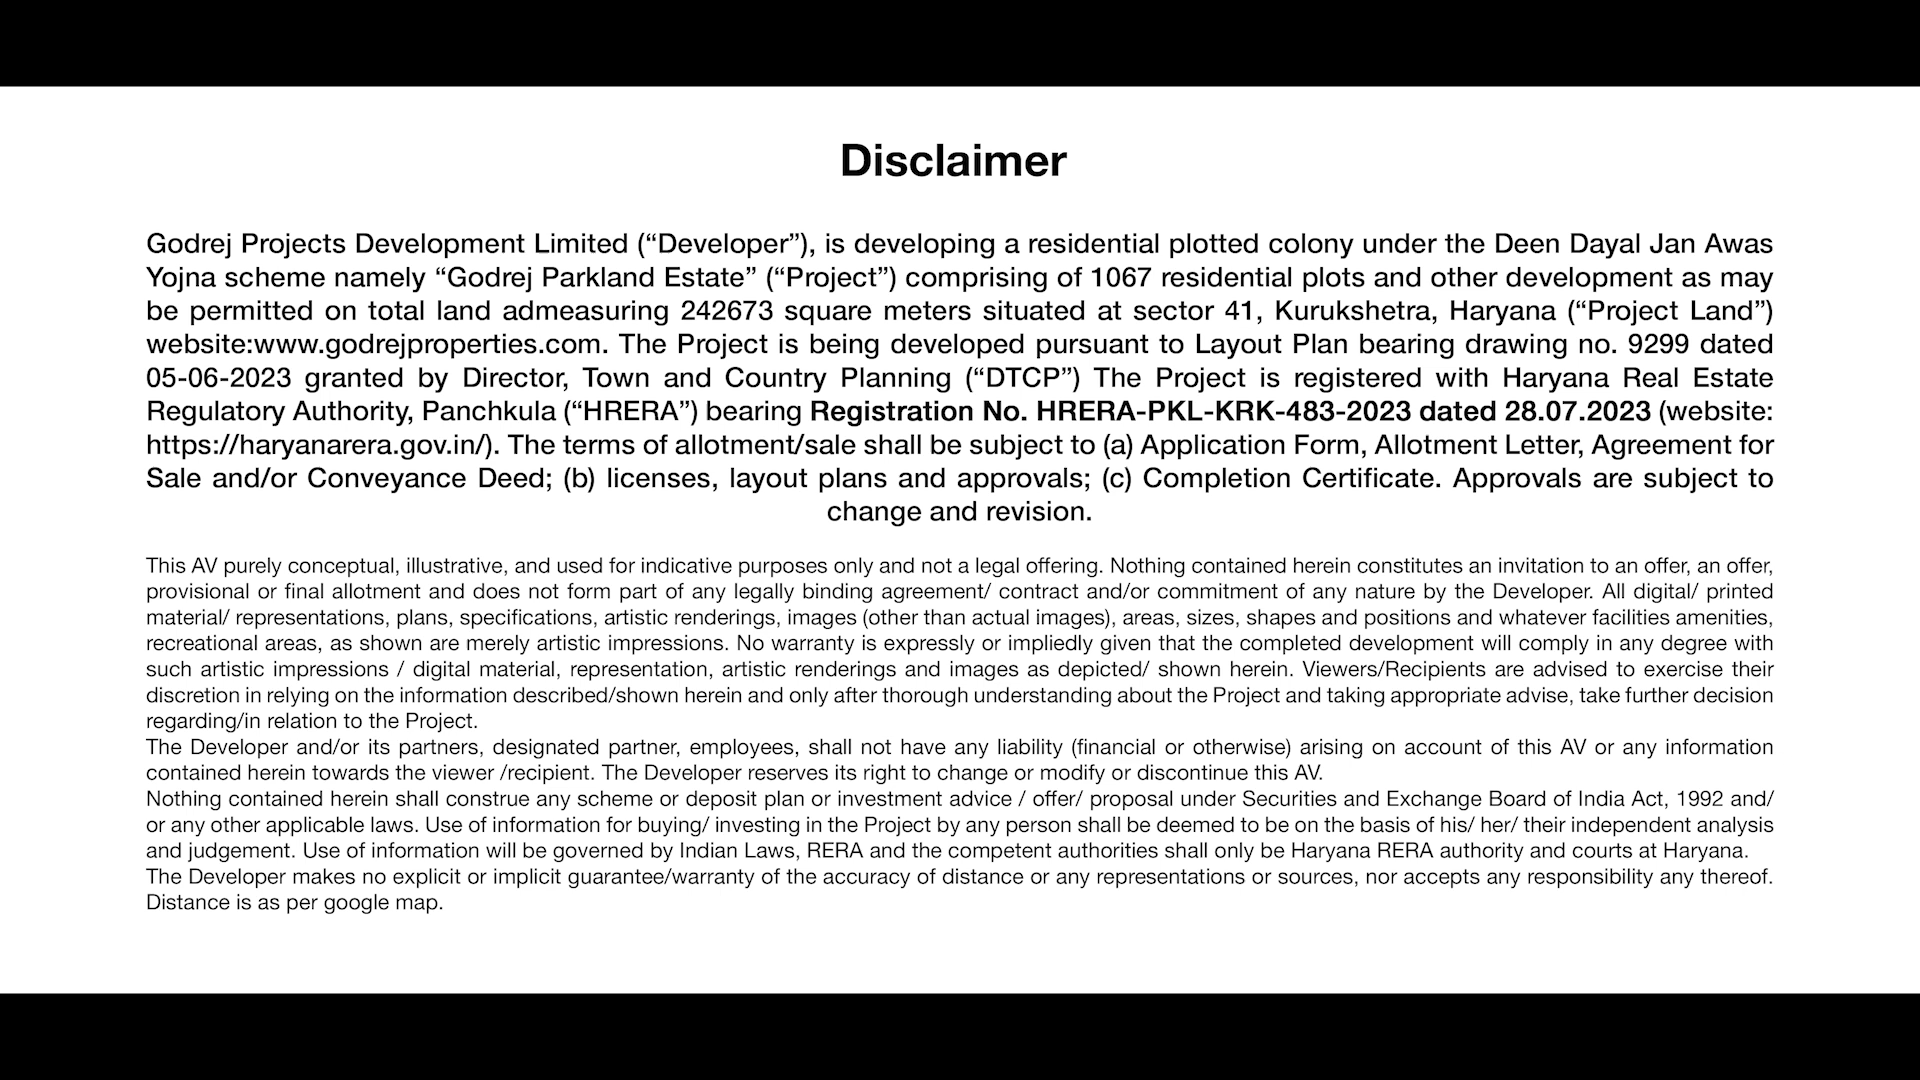 Disclaimer
Godrej Projects Development Limited (“Developer”), is developing a residential plotted colony under the Deen Dayal Jan Awas
Yojna scheme namely “Godrej Parkland Estate” (“Project”) comprising of 1067 residential plots and other development as may
be permitted on total land admeasuring 242673 square meters situated at sector 41, Kurukshetra, Haryana (“Project Land”)
website:www.godrejproperties.com. The Project is being developed pursuant to Layout Plan bearing drawing no. 9299 dated
05-06-2023 granted by Director, Town and Country Planning (“DTCP”) The Project is registered with Haryana Real Estate
Regulatory Authority, Panchkula (“HRERA”) bearing Registration No. HRERA-PKL-KRK-483-2023 dated 28.07.2023 (website:
https://haryanarera.gov.in/). The terms of allotment/sale shall be subject to (a) Application Form, Allotment Letter, Agreement for
Sale and/or Conveyance Deed; (b) licenses, layout plans and approvals; (c) Completion Certificate. Approvals are subject to
change and revision.
This AV purely conceptual, illustrative, and used for indicative purposes only and not a legal offering. Nothing contained herein constitutes an invitation to an offer, an offer,
provisional or final allotment and does not form part of any legally binding agreement/ contract and/or commitment of any nature by the Developer. All digital/ printed
material/ representations, plans, specifications, artistic renderings, images (other than actual images), areas, sizes, shapes and positions and whatever facilities amenities,
recreational areas, as shown are merely artistic impressions. No warranty is expressly or impliedly given that the completed development will comply in any degree with
such artistic impressions / digital material, representation, artistic renderings and images as depicted/ shown herein. Viewers/Recipients are advised to exercise their
discretion in relying on the information described/shown herein and only after thorough understanding about the Project and taking appropriate advise, take further decision
regarding/in relation to the Project.
The Developer and/or its partners, designated partner, employees, shall not have any liability (financial or otherwise) arising on account of this AV or any information
contained herein towards the viewer /recipient. The Developer reserves its right to change or modify or discontinue this AV.
Nothing contained herein shall construe any scheme or deposit plan or investment advice / offer/ proposal under Securities and Exchange Board of India Act, 1992 and/
or any other applicable laws. Use of information for buying/ investing in the Project by any person shall be deemed to be on the basis of his/ her/ their independent analysis
and judgement. Use of information will be governed by Indian Laws, RERA and the competent authorities shall only be Haryana RERA authority and courts at Haryana.
The Developer makes no explicit or implicit guarantee/warranty of the accuracy of distance or any representations or sources, nor accepts any responsibility any thereof.
Distance is as per google map.